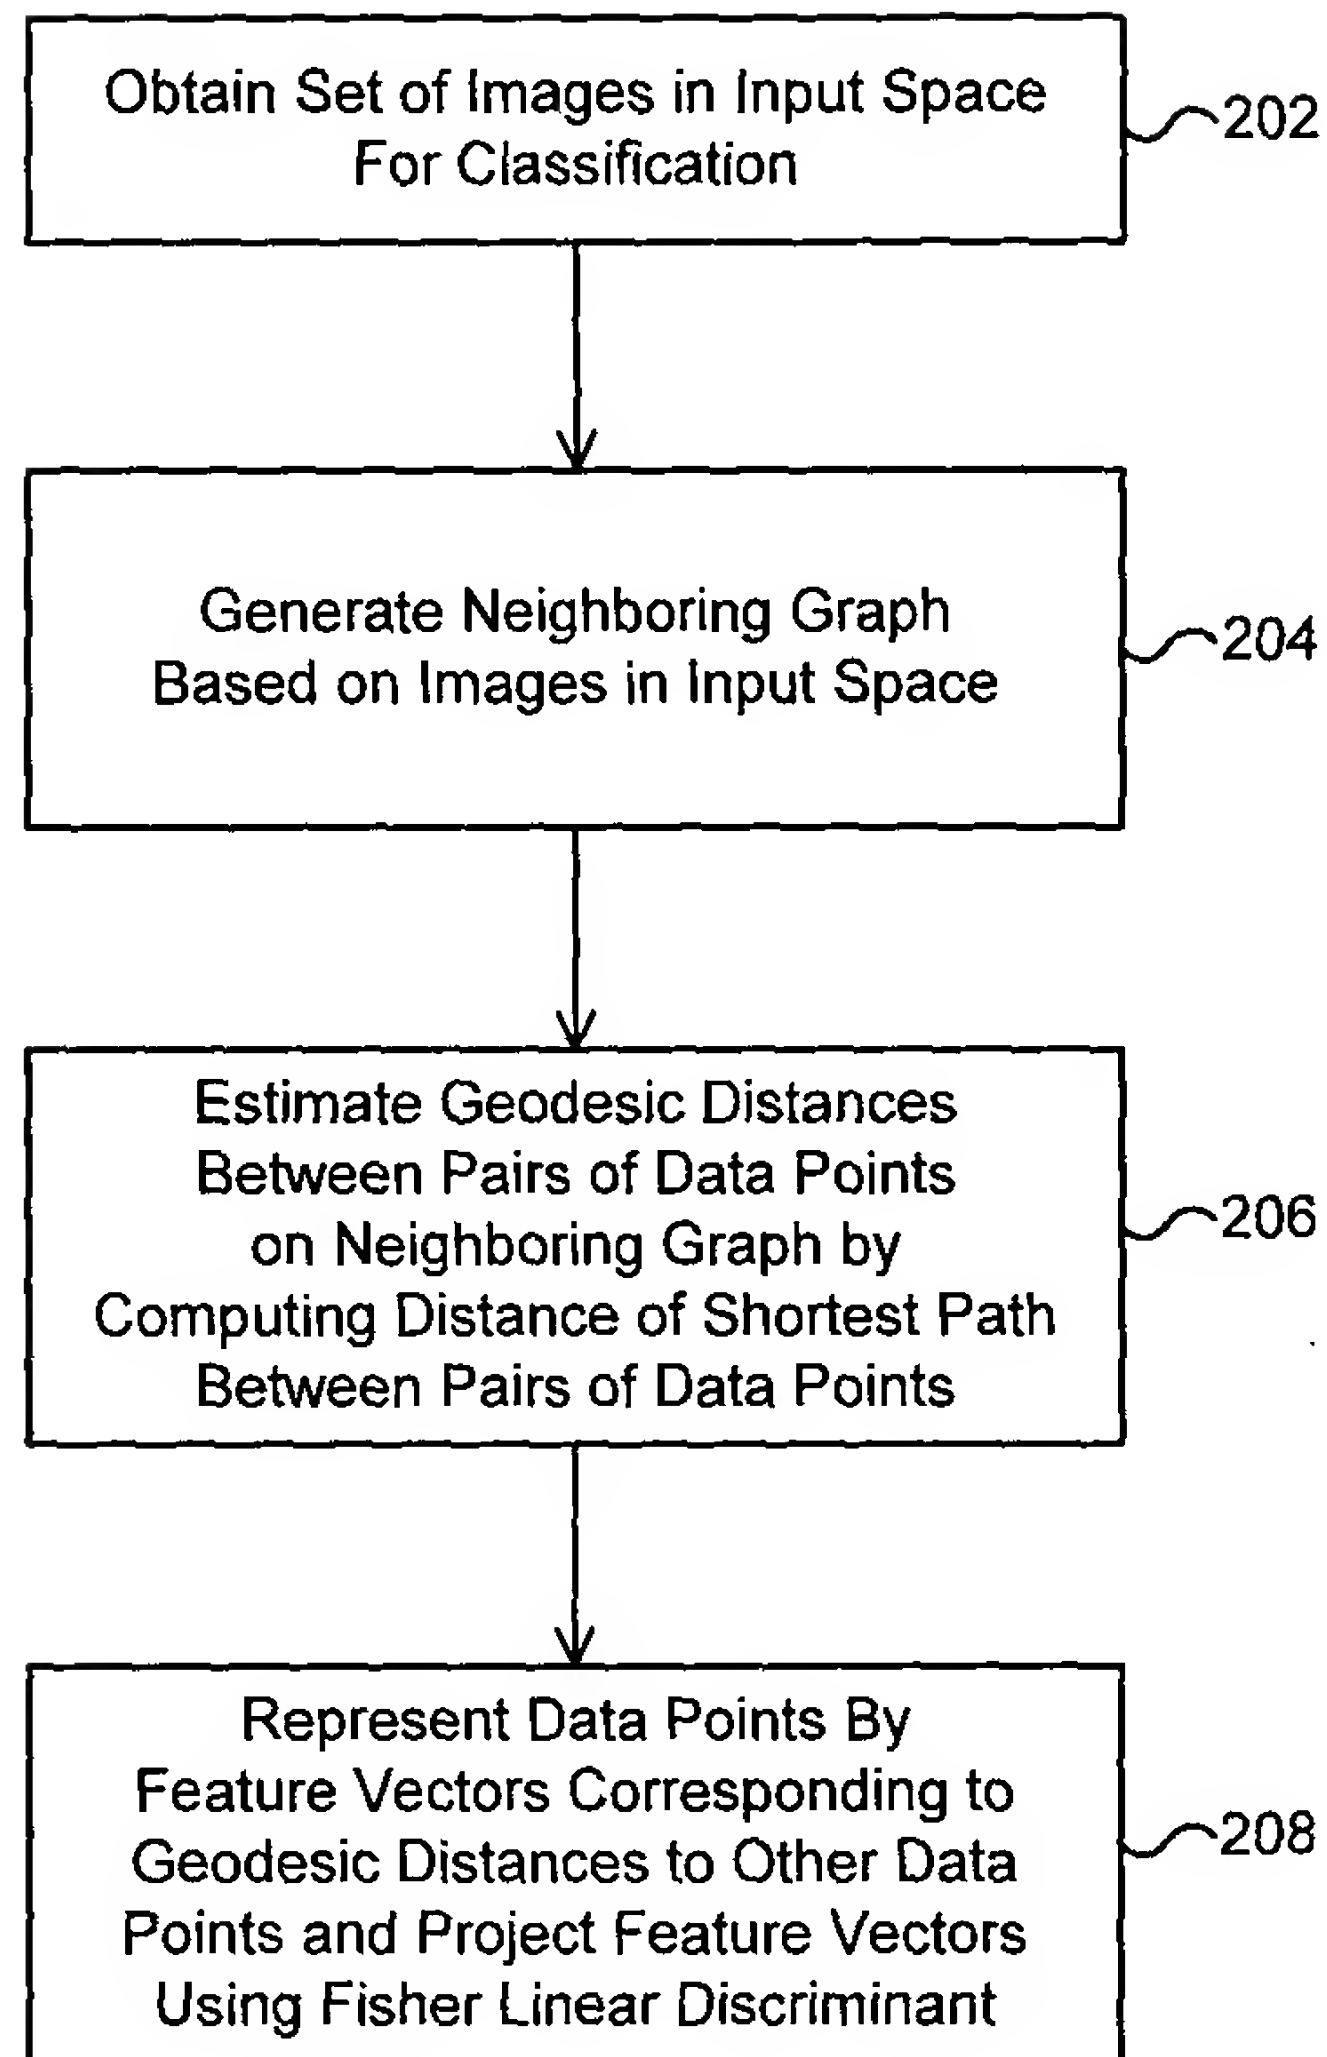 Obtain Set of Images in Input Space
For Classification
202
Generate Neighboring Graph
Based on Images in Input Space
204
Estimate Geodesic Distances
Between Pairs of Data Points
on Neighboring Graph by
Computing Distance of Shortest Path
Between Pairs of Data Points
206
Represent Data Points By
Feature Vectors Corresponding to
Geodesic Distances to Other Data
Points and Project Feature Vectors
Using Fisher Linear Discriminant
208